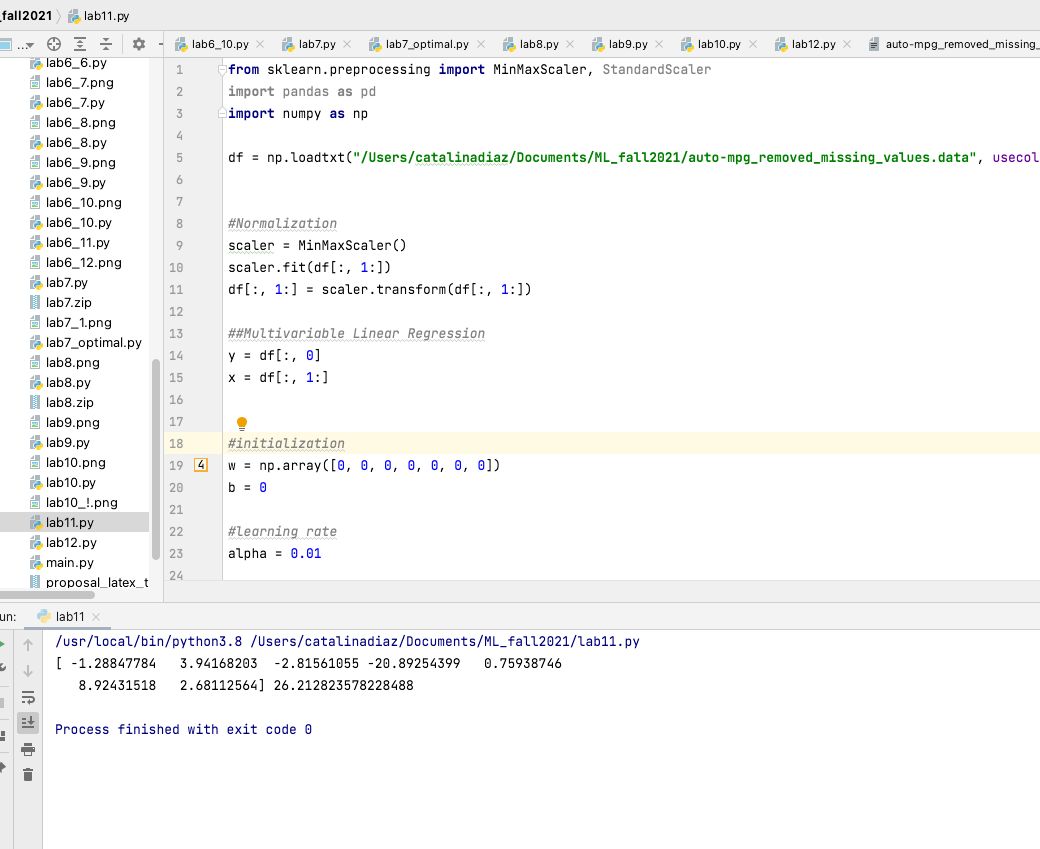 _fall2021 〉 lab11.py
...
lab6_10.py lab7.py lab7_optimal.py lab8.py lab9.py lab10.py lab12.py auto-mpg_removed_missing_
lab6_6.py
lab6_7.png
lab6_7.py
lab6_8.png
lab6_8.py
lab6_9.png
lab6_9.py
lab6_10.png
lab6_10.py
lab6_11.py
lab6_12.png
lab7.py
lab7.zip
lab7_1.png
lab7_optimal.py
lab8.png
lab8.py
lab8.zip
lab9.png
lab9.py
lab10.png
lab10.py
lab10_!.png
lab11.py
lab12.py
main.py
proposal_latex_t
1 from sklearn.preprocessing import MinMaxScaler, StandardScaler
2 import pandas as pd
3 import numpy as np
4
5 df = np.loadtxt("/Users/catalinadiaz/Documents/ML_fall2021/auto-mpg_removed_missing_values.data", usecol
6
7
8 #Normalization
9 scaler = MinMaxScaler()
10 scaler.fit(df[:, 1:])
11 df[:, 1:] = scaler.transform(df[:, 1:])
12
13 ##Multivariable Linear Regression
14 y = df[:, 0]
15 x = df[:, 1:]
16
17
18 #initialization
19 4 w = np.array([0, 0, 0, 0, 0, 0, 0])
20 b = 0
21
22 #learning rate
23 alpha = 0.01
24
un: lab11
/usr/local/bin/python3.8 /Users/catalinadiaz/Documents/ML_fall2021/lab11.py
[ -1.28847784 3.94168203 -2.81561055 -20.89254399 0.75938746
8.92431518 2.68112564] 26.212823578228488
Process finished with exit code 0